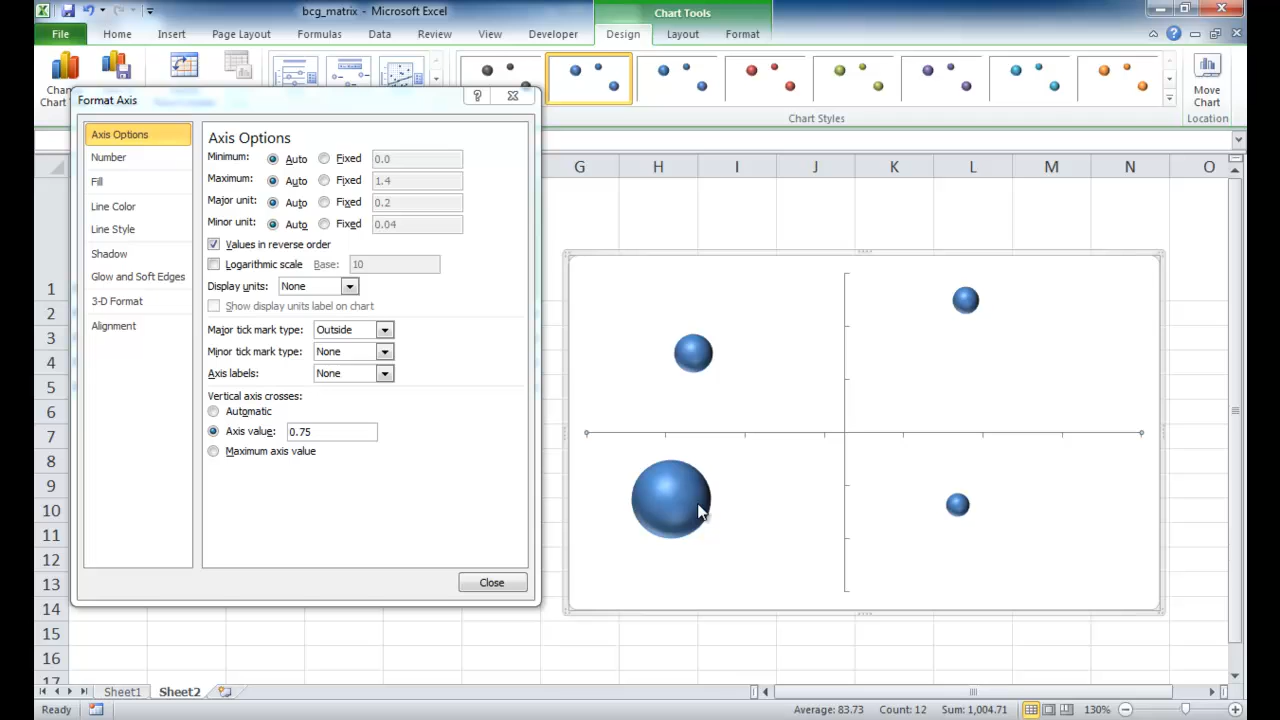 bcg_matrix - Microsoft Excel
Chart Tools
File Home Insert Page Layout Formulas Data Review View Developer Design Layout Format
Move
Chart
Chart Styles
Location
Format Axis
Axis Options
Number
Fill
Line Color
Line Style
Shadow
Glow and Soft Edges
3-D Format
Alignment
Axis Options
Minimum: Auto Fixed 0.0
Maximum: Auto Fixed 1.4
Major unit: Auto Fixed 0.2
Minor unit: Auto Fixed 0.04
Values in reverse order
Logarithmic scale Base: 10
Display units: None
Show display units label on chart
Major tick mark type: Outside
Minor tick mark type: None
Axis labels: None
Vertical axis crosses:
Automatic
Axis value: 0.75
Maximum axis value
Close
G H I J K L M N O
1
2
3
4
5
6
7
8
9
10
11
12
13
14
15
16
17
Sheet1 Sheet2
Ready Average: 83.73 Count: 12 Sum: 1,004.71 130%